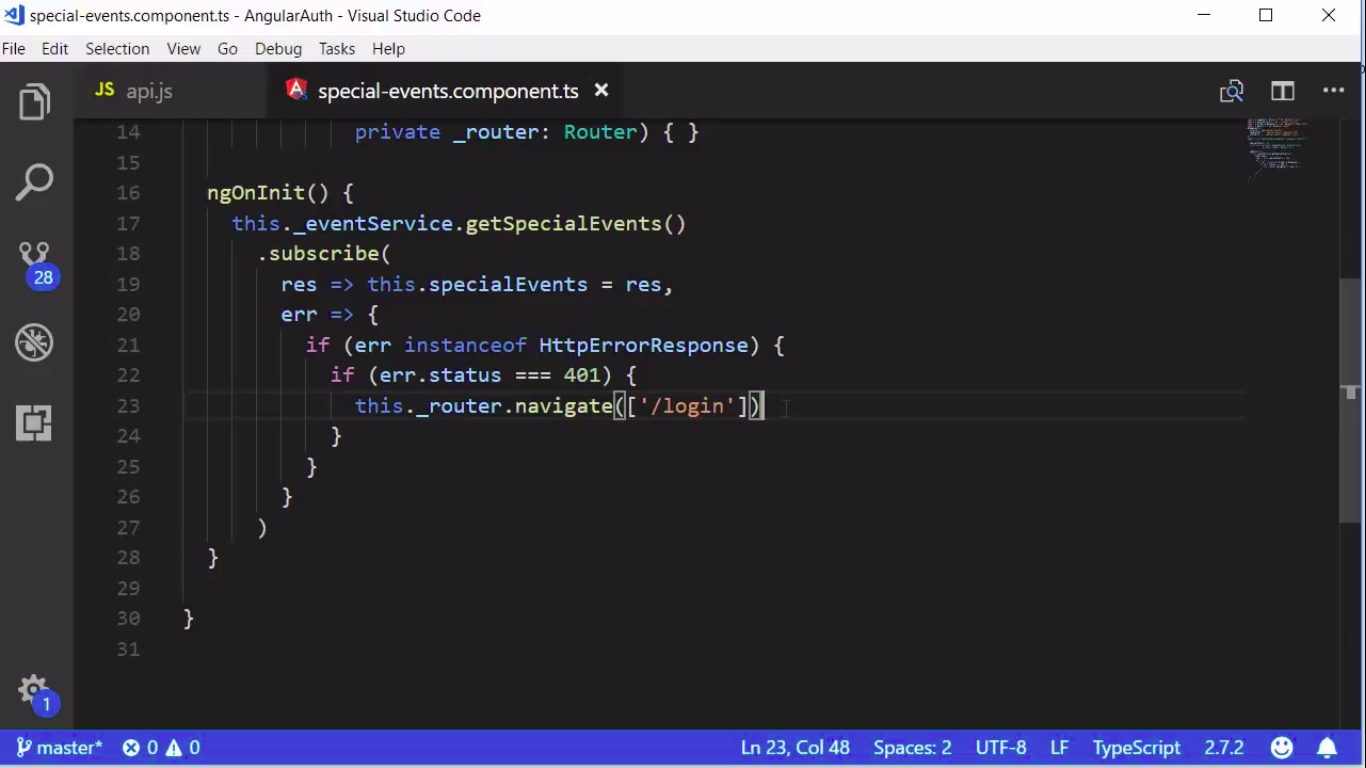 special-events.component.ts - AngularAuth - Visual Studio Code
File Edit Selection View Go Debug Tasks Help
JS api.js special-events.component.ts
14 private _router: Router) { }
15
16 ngOnInit() {
17 this._eventService.getSpecialEvents()
18 .subscribe(
19 res => this.specialEvents = res,
20 err => {
21 if (err instanceof HttpErrorResponse) {
22 if (err.status === 401) {
23 this._router.navigate(['/login'])
24 }
25 }
26 }
27 )
28 }
29
30 }
31
28
1
master* 0 0 Ln 23, Col 48 Spaces: 2 UTF-8 LF TypeScript 2.7.2